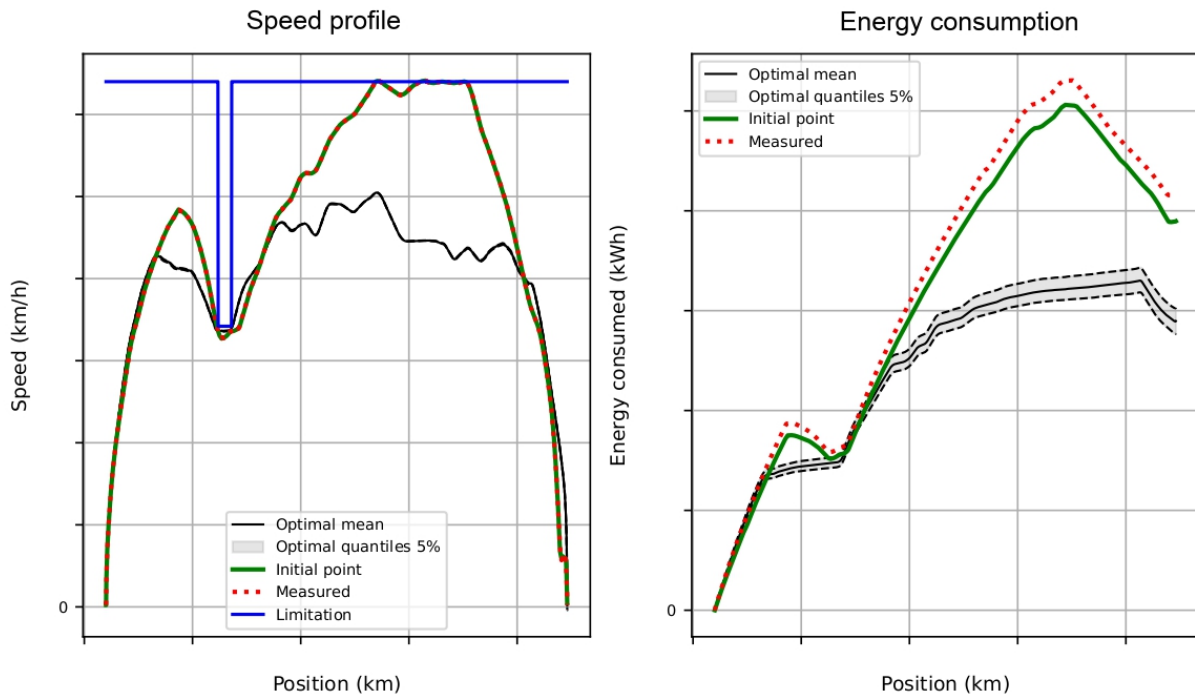 Speed profile
Speed (km/h)
0
Optimal mean
Optimal quantiles 5%
Initial point
Measured
Limitation
Position (km)
Energy consumption
Energy consumed (kWh)
Optimal mean
Optimal quantiles 5%
Initial point
Measured
0
Position (km)